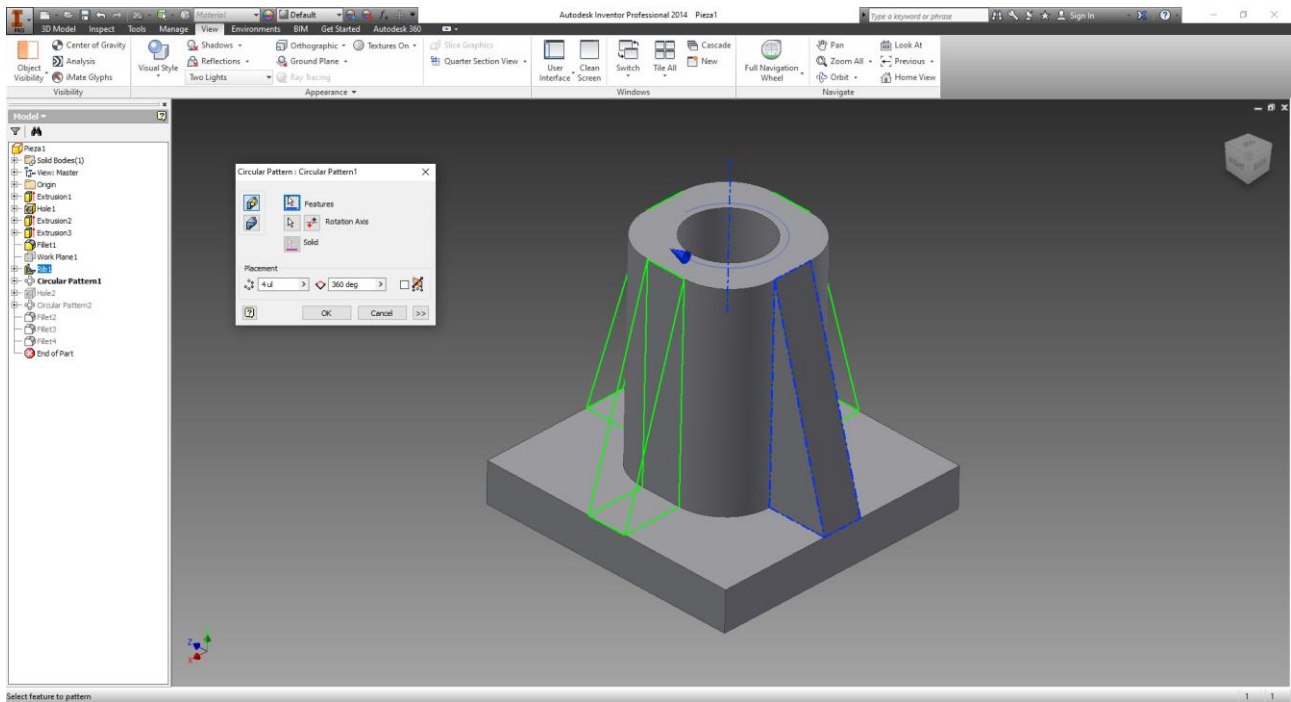 Material Default Autodesk Inventor Professional 2014 Pieza1 Type a keyword or phrase Sign In
PRO 3D Model Inspect Tools Manage View Environments BIM Get Started Autodesk 360
Object Visibility
Center of Gravity
Analysis
iMate Glyphs
Visibility
Visual Style
Shadows
Reflections
Two Lights
Orthographic
Ground Plane
Ray Tracing
Textures On
Appearance
Slice Graphics
Quarter Section View
User Interface
Clean Screen
Switch
Tile All
Cascade
New
Windows
Full Navigation Wheel
Pan
Zoom All
Orbit
Look At
Previous
Home View
Navigate
Model
Pieza1
Solid Bodies(1)
View: Master
Origin
Extrusion1
Hole1
Extrusion2
Extrusion3
Fillet1
Work Plane1
Rib1
Circular Pattern1
Hole2
Circular Pattern2
Fillet2
Fillet3
Fillet4
End of Part
Circular Pattern : Circular Pattern1
Features
Rotation Axis
Solid
Placement
4 ul > 360 deg >
OK Cancel >>
Z
X
Select feature to pattern 1 1